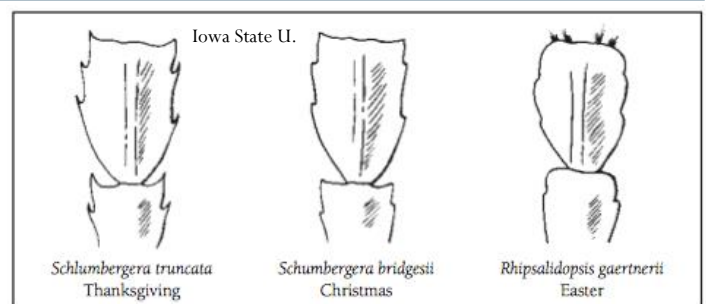 Iowa State U.
Schlumbergera truncata
Thanksgiving
Schumbergera bridgesii
Christmas
Rhipsalidopsis gaertnerii
Easter